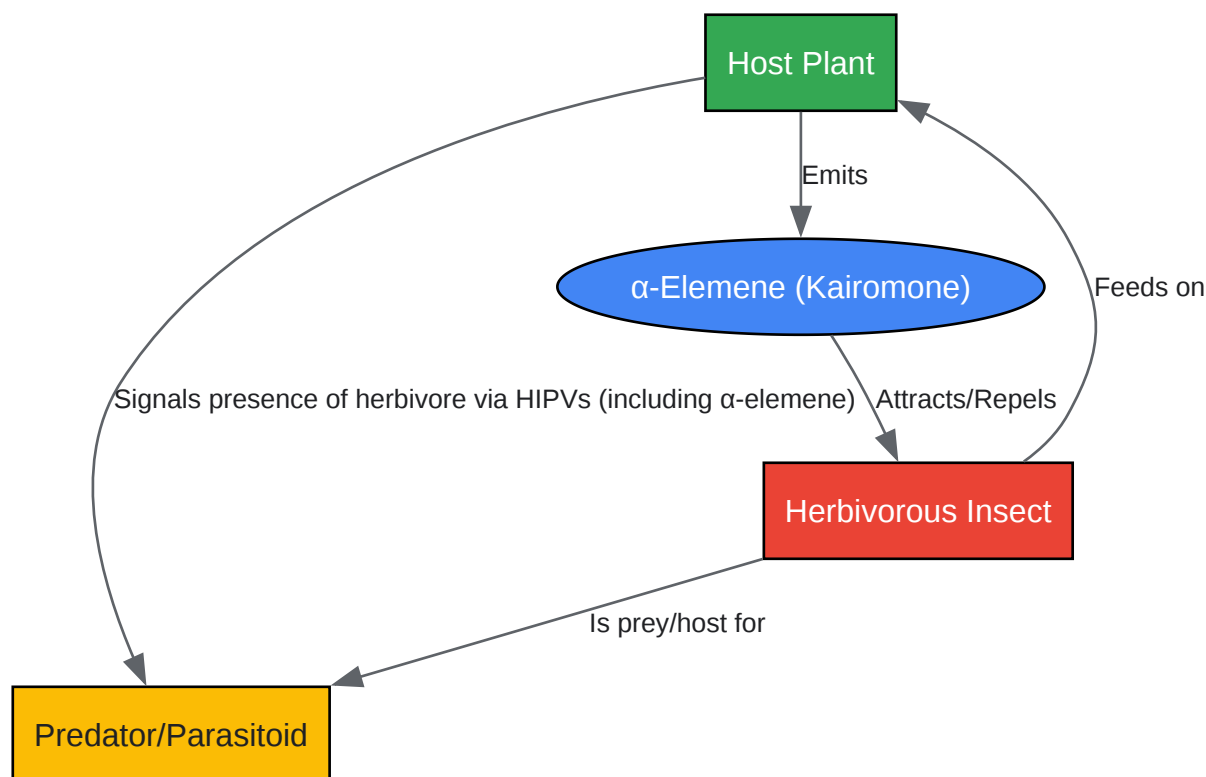 Host Plant
Emits
α-Elemene (Kairomone)
Feeds on
Signals presence of herbivore via HIPVs (including α-elemene)
Attracts/Repels
Herbivorous Insect
Is prey/host for
Predator/Parasitoid